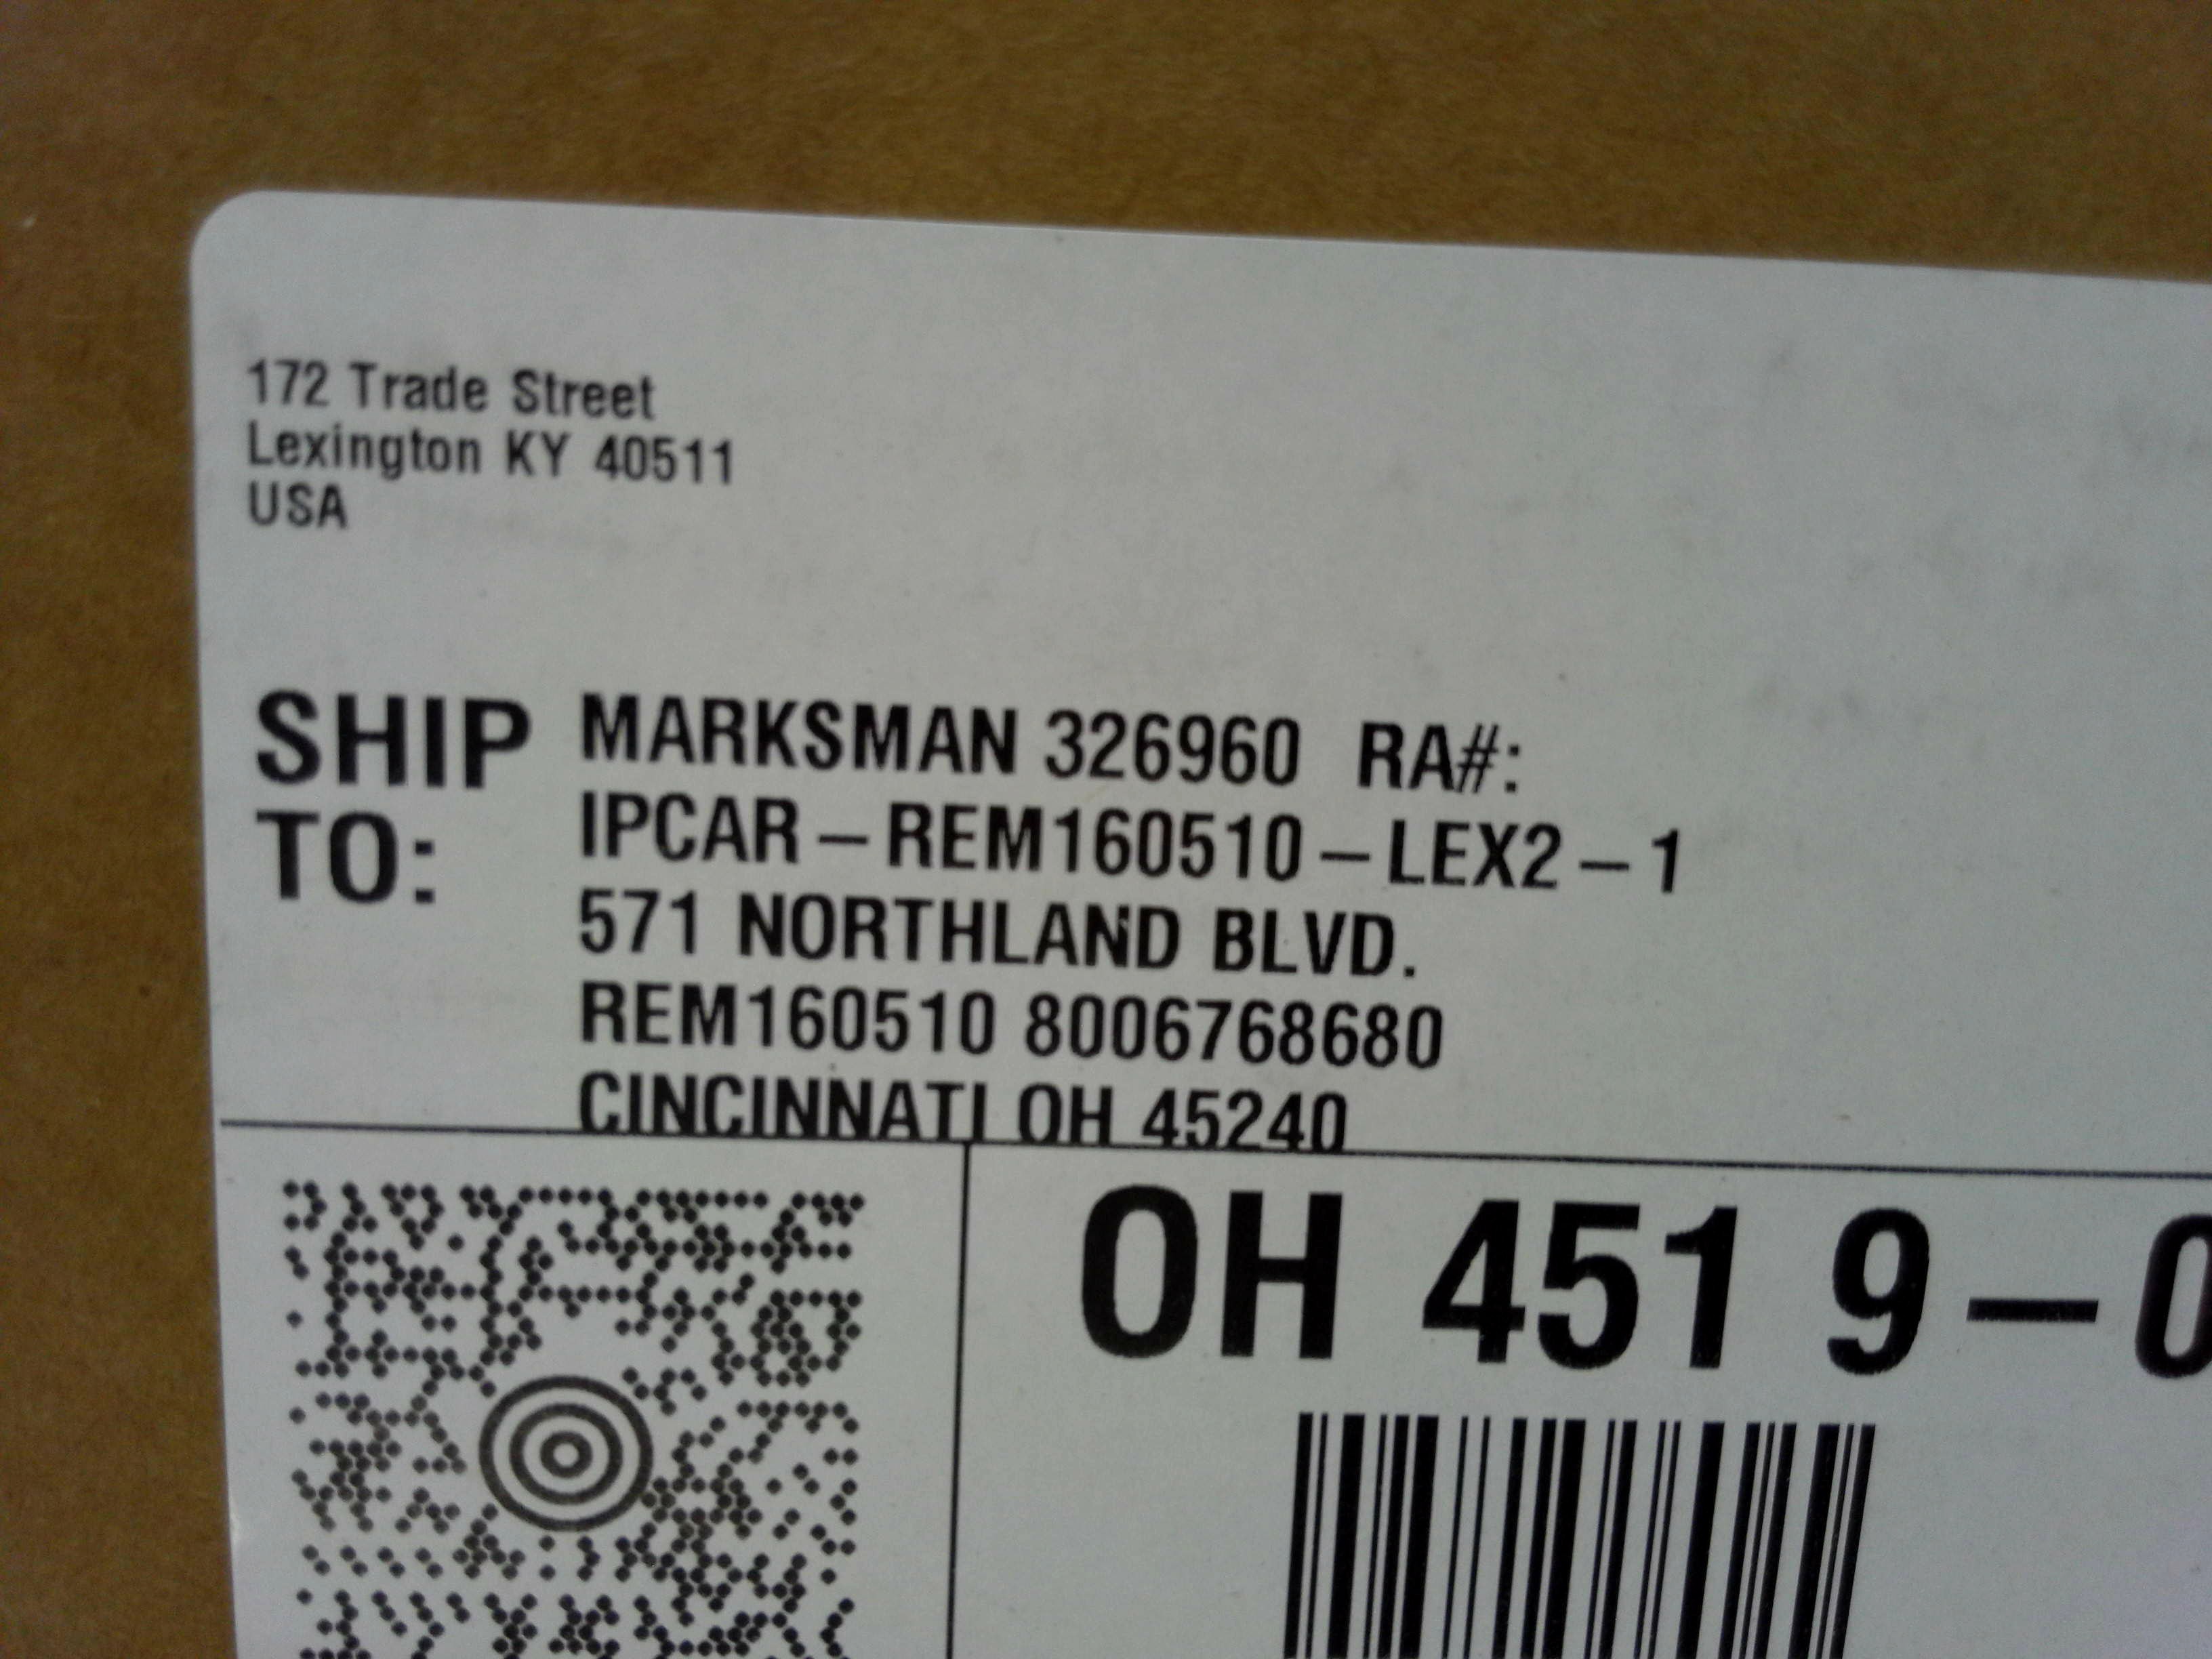 172 Trade Street
Lexington KY 40511
USA
SHIP TO:
MARKSMAN 326960 RA#:
IPCAR-REM160510-LEX2-1
571 NORTHLAND BLVD.
REM160510 8006768680
CINCINNATI OH 45240
OH 451 9-0